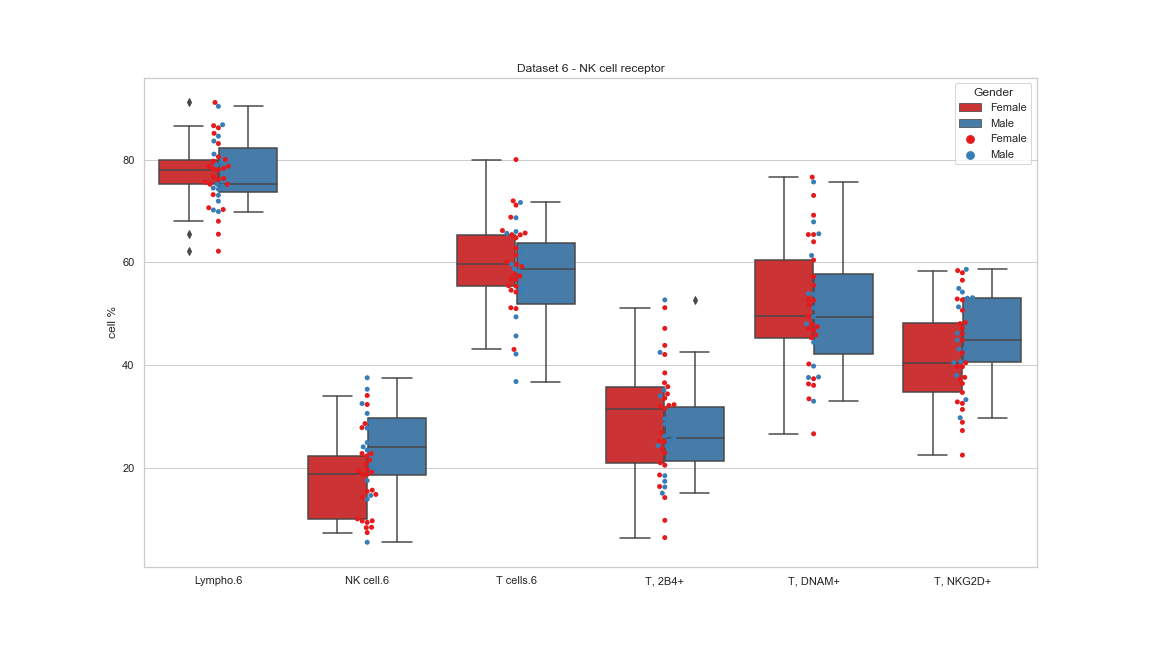 Dataset 6 - NK cell receptor
Gender
Female
Male
Female
Male
cell %
80
60
40
20
Lympho.6
NK cell.6
T cells.6
T, 2B4+
T, DNAM+
T, NKG2D+